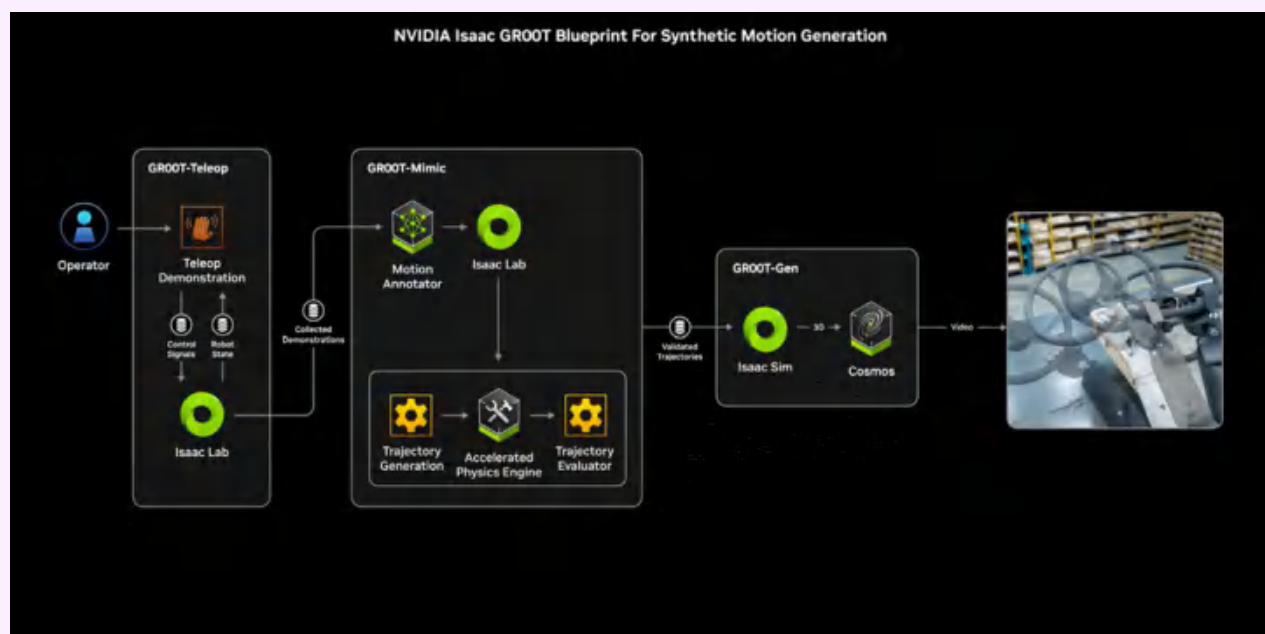 NVIDIA Isaac GR00T Blueprint For Synthetic Motion Generation
GR00T-Teleop
Operator
Teleop
Demonstration
Control
Signals
Robot
State
Isaac Lab
Collected
Demonstrations
GR00T-Mimic
Motion
Annotator
Isaac Lab
Trajectory
Generation
Accelerated
Physics Engine
Trajectory
Evaluator
Validated
Trajectories
GR00T-Gen
Isaac Sim
3D
Cosmos
Video